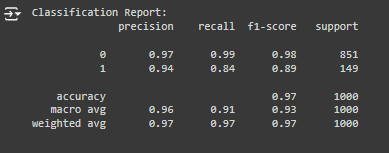 Classification Report:
precision recall f1-score support
0 0.97 0.99 0.98 851
1 0.94 0.84 0.89 149
accuracy 0.97 1000
macro avg 0.96 0.91 0.93 1000
weighted avg 0.97 0.97 0.97 1000